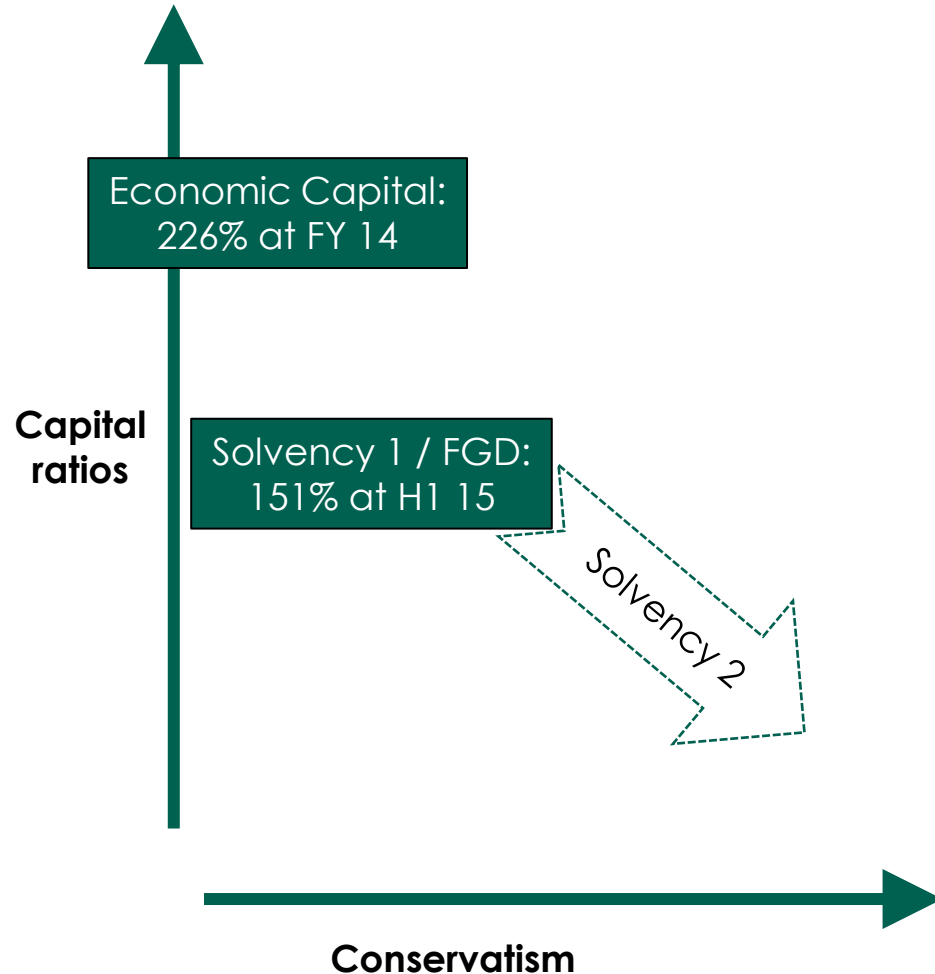 Economic Capital:
226% at FY 14
Capital
ratios
Solvency 1 / FGD:
151% at H1 15
Solvency 2
Conservatism